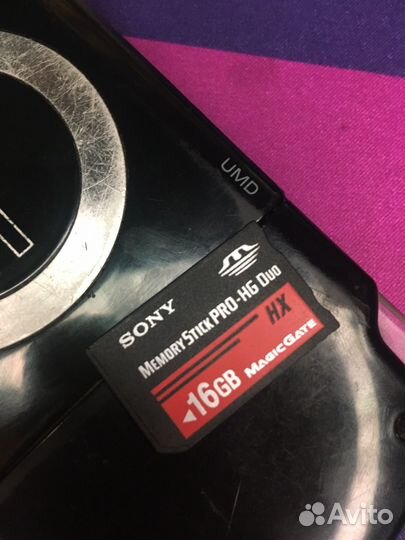 UMD
SONY
MEMORY STICK PRO-HG DUO
HX
16GB MAGICGATE
Avito